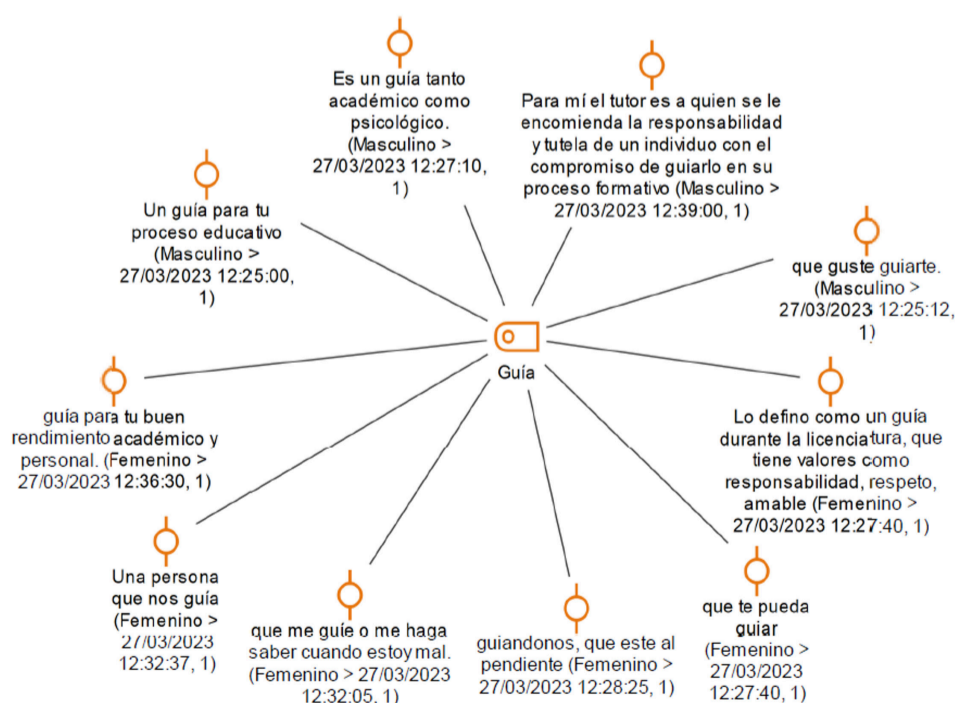 Es un guía tanto
académico como
psicológico.
(Masculino >
27/03/2023 12:27:10,
1)
Para mí el tutor es a quien se le
encomienda la responsabilidad
y tutela de un individuo con el
compromiso de guiarlo en su
proceso formativo (Masculino >
27/03/2023 12:39:00, 1)
Un guía para tu
proceso educativo
(Masculino >
27/03/2023 12:25:00,
1)
que guste guiarte.
(Masculino >
27/03/2023 12:25:12,
1)
Guía
guía para tu buen
rendimiento académico y
personal. (Femenino >
27/03/2023 12:36:30, 1)
Lo defino como un guía
durante la licenciatura, que
tiene valores como
responsabilidad, respeto,
amable (Femenino >
27/03/2023 12:27:40, 1)
Una persona
que nos guía
(Femenino >
27/03/2023
12:32:37, 1)
que me guíe o me haga
saber cuando estoy mal.
(Femenino > 27/03/2023
12:32:05, 1)
guiandonos, que este al
pendiente (Femenino >
27/03/2023 12:28:25, 1)
que te pueda
guiar
(Femenino >
27/03/2023
12:27:40, 1)